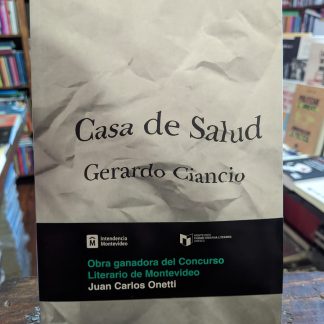 Casa de Salud
Gerardo Ciancio
Intendencia
Montevideo
Obra ganadora del Concurso
Literario de Montevideo
Juan Carlos Onetti